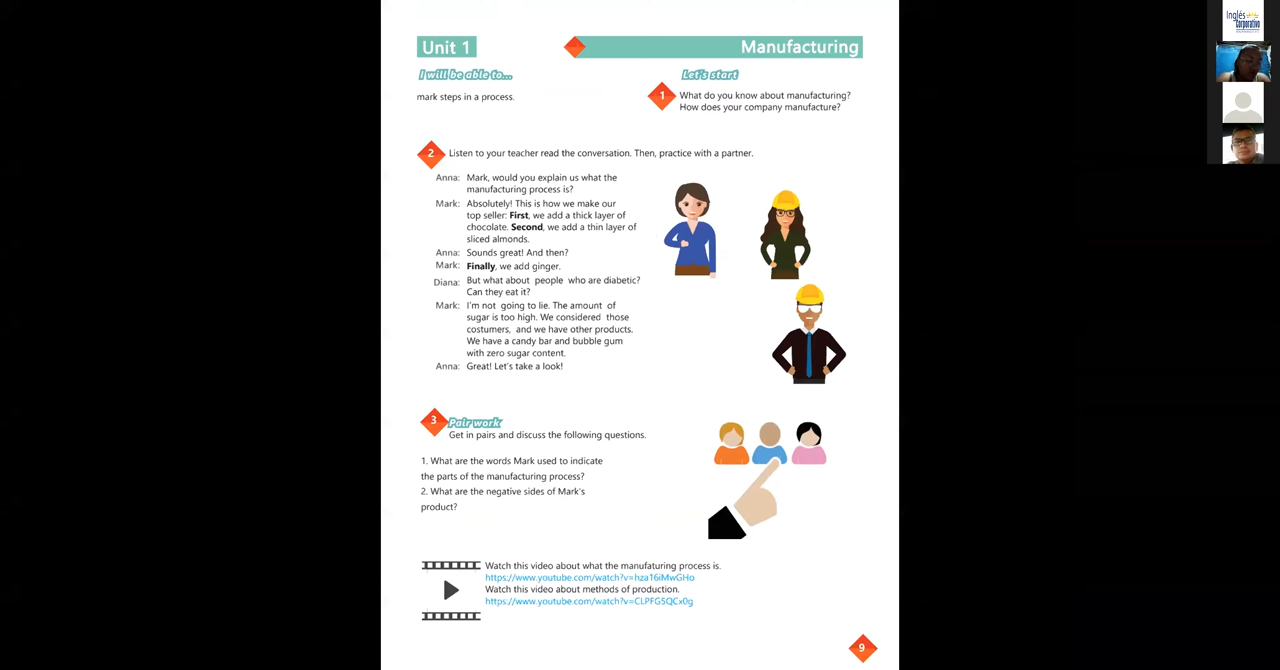 Unit 1
Manufacturing
I will be able to...
mark steps in a process.
Let's start
1
What do you know about manufacturing?
How does your company manufacture?
2
Listen to your teacher read the conversation. Then, practice with a partner.
Anna: Mark, would you explain us what the
manufacturing process is?
Mark: Absolutely! This is how we make our
top seller: First, we add a thick layer of
chocolate. Second, we add a thin layer of
sliced almonds.
Anna: Sounds great! And then?
Mark: Finally, we add ginger.
Diana: But what about people who are diabetic?
Can they eat it?
Mark: I'm not going to lie. The amount of
sugar is too high. We considered those
costumers, and we have other products.
We have a candy bar and bubble gum
with zero sugar content.
Anna: Great! Let's take a look!
3
Pair work
Get in pairs and discuss the following questions.
1. What are the words Mark used to indicate
the parts of the manufacturing process?
2. What are the negative sides of Mark's
product?
Watch this video about what the manufaturing process is.
https://www.youtube.com/watch?v=hza16iMwGHo
Watch this video about methods of production.
https://www.youtube.com/watch?v=CLPFG5QCx0g
9
Inglés
Corporativo